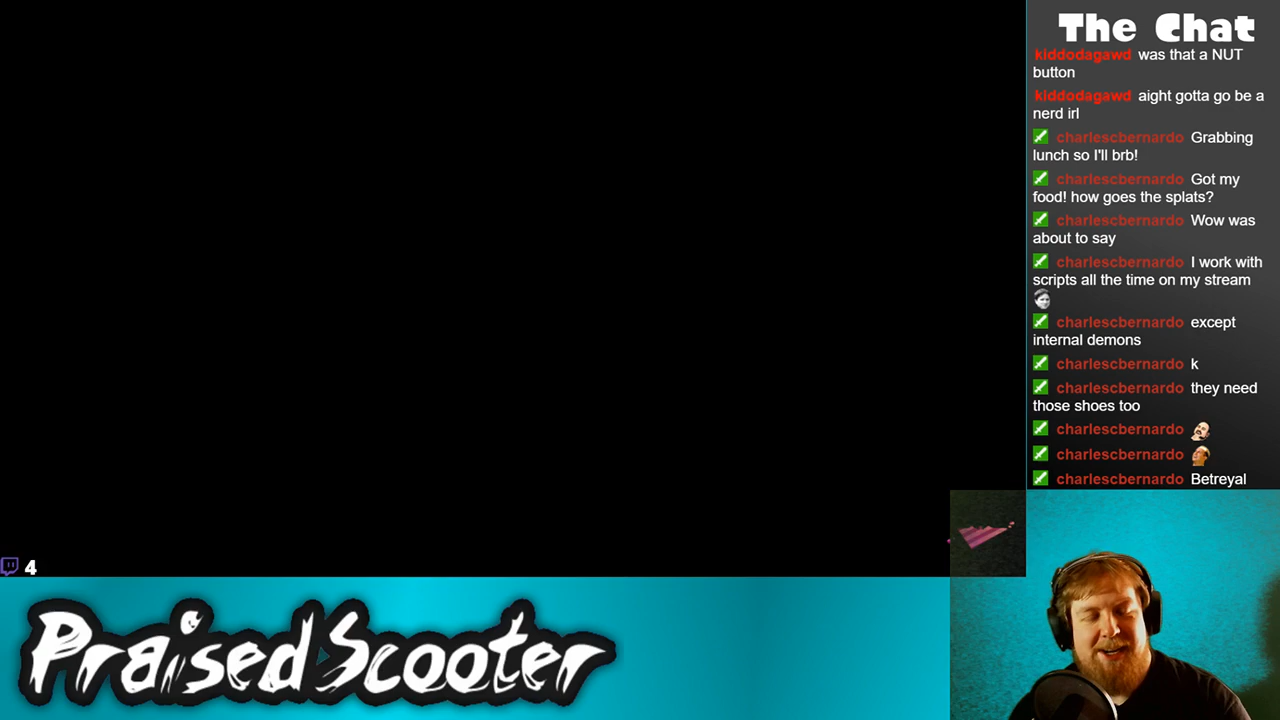 The Chat
kiddodagawd was that a NUT
button
kiddodagawd aight gotta go be a
nerd irl
charlescbernardo Grabbing
lunch so I'll brb!
charlescbernardo Got my
food! how goes the splats?
charlescbernardo Wow was
about to say
charlescbernardo I work with
scripts all the time on my stream
charlescbernardo except
internal demons
charlescbernardo k
charlescbernardo they need
those shoes too
charlescbernardo
charlescbernardo
charlescbernardo Betreyal
4
PraisedScooter